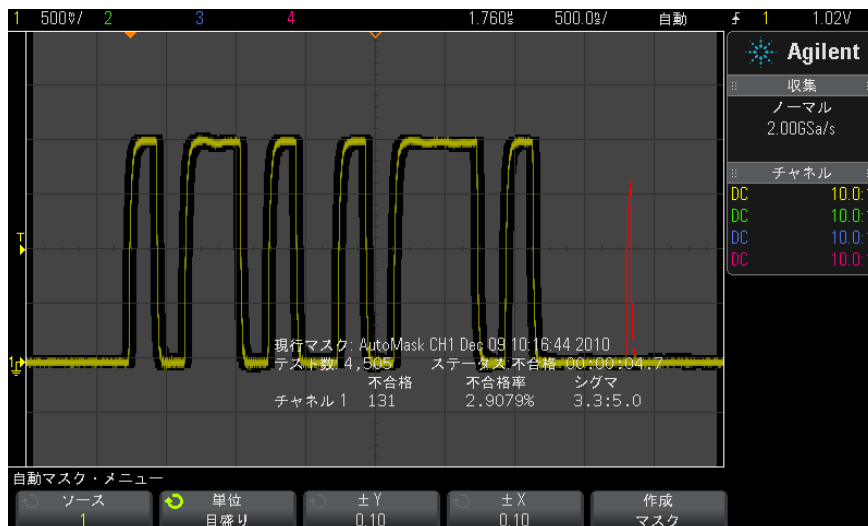 1 500㎷/ 2 3 4 1.760㎲ 500.0㎱/ 自動 1 1.02V
Agilent
収集
ノーマル
2.00GSa/s
チャネル
DC 10.0:1
DC 10.0:1
DC 10.0:1
DC 10.0:1
T
1
現行マスク: AutoMask CH1 Dec 09 10:16:44 2010
テスト数: 4,505 ステータス:不合格 00:00:04.7
不合格 不合格率 シグマ
チャネル 1 131 2.9079% 3.3:5.0
自動マスク・メニュー
ソース 単位 ±Y ±X 作成
1 目盛り 0.10 0.10 マスク